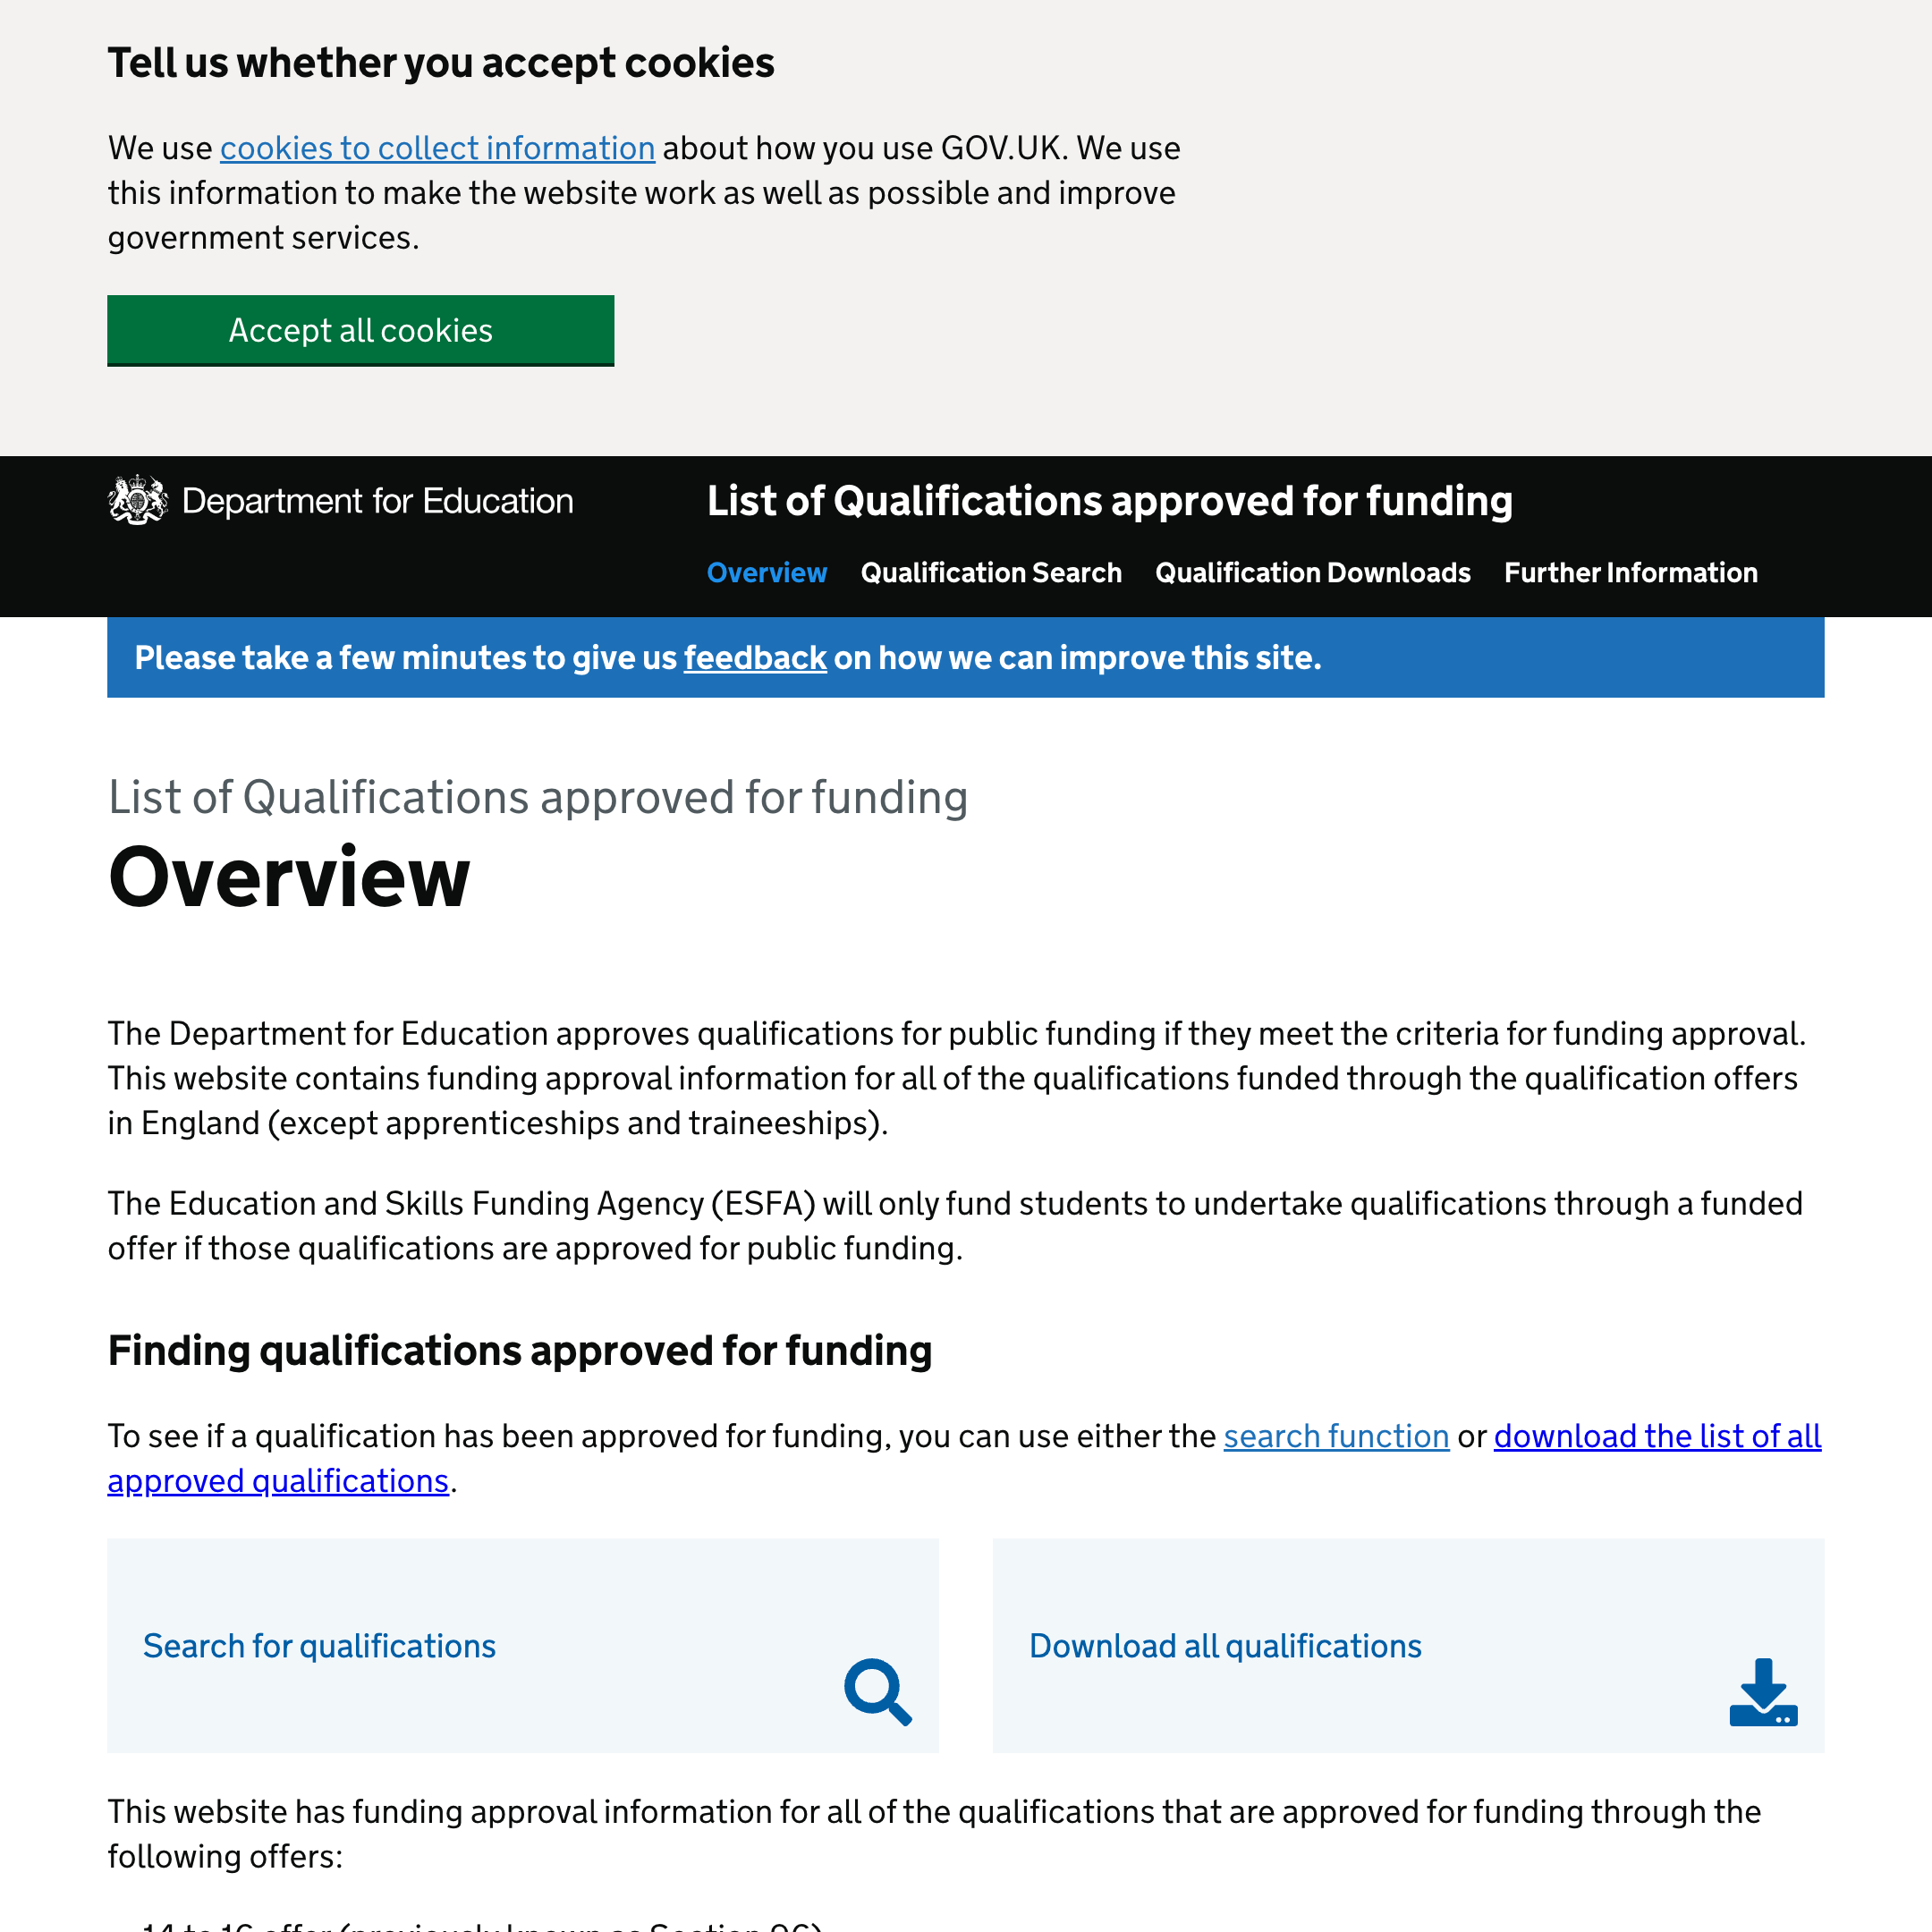 Tell us whether you accept cookies
We use cookies to collect information about how you use GOV.UK. We use
this information to make the website work as well as possible and improve
government services.
Accept all cookies
Department for Education
List of Qualifications approved for funding
Overview Qualification Search Qualification Downloads Further Information
Please take a few minutes to give us feedback on how we can improve this site.
List of Qualifications approved for funding
Overview
The Department for Education approves qualifications for public funding if they meet the criteria for funding approval.
This website contains funding approval information for all of the qualifications funded through the qualification offers
in England (except apprenticeships and traineeships).
The Education and Skills Funding Agency (ESFA) will only fund students to undertake qualifications through a funded
offer if those qualifications are approved for public funding.
Finding qualifications approved for funding
To see if a qualification has been approved for funding, you can use either the search function or download the list of all
approved qualifications.
Search for qualifications
Download all qualifications
This website has funding approval information for all of the qualifications that are approved for funding through the
following offers:
14 to 16 offer (previously known as Section 96)